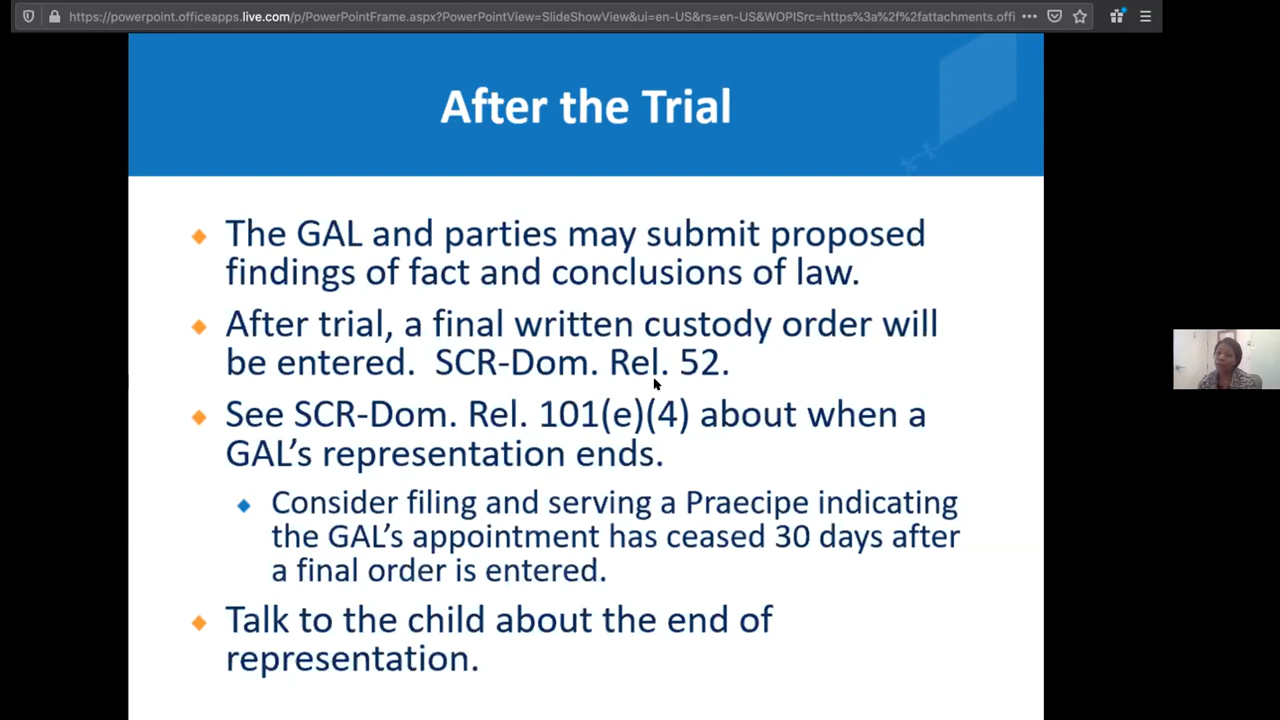 https://powerpoint.officeapps.live.com/p/PowerPointFrame.aspx?PowerPointView=SlideShowView&ui=en-US&rs=en-US&WOPISrc=https%3a%2f%2fattachments.offi
After the Trial
The GAL and parties may submit proposed
findings of fact and conclusions of law.
After trial, a final written custody order will
be entered. SCR-Dom. Rel. 52.
See SCR-Dom. Rel. 101(e)(4) about when a
GAL’s representation ends.
Consider filing and serving a Praecipe indicating
the GAL’s appointment has ceased 30 days after
a final order is entered.
Talk to the child about the end of
representation.